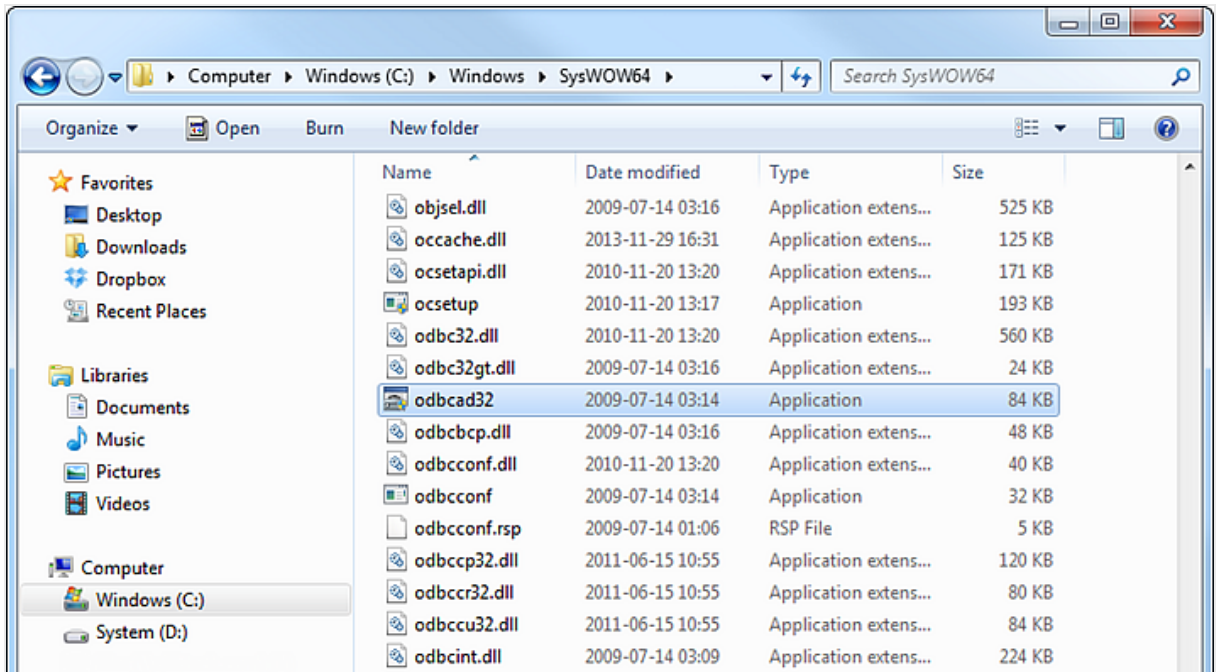 Computer Windows (C:) Windows SysWOW64 Search SysWOW64
Organize Open Burn New folder
Name Date modified Type Size
Favorites
Desktop
Downloads
Dropbox
Recent Places
Libraries
Documents
Music
Pictures
Videos
Computer
Windows (C:)
System (D:)
objsel.dll 2009-07-14 03:16 Application extens... 525 KB
occache.dll 2013-11-29 16:31 Application extens... 125 KB
ocsetapi.dll 2010-11-20 13:20 Application extens... 171 KB
ocsetup 2010-11-20 13:17 Application 193 KB
odbc32.dll 2010-11-20 13:20 Application extens... 560 KB
odbc32gt.dll 2009-07-14 03:16 Application extens... 24 KB
odbcad32 2009-07-14 03:14 Application 84 KB
odbcbcp.dll 2009-07-14 03:16 Application extens... 48 KB
odbcconf.dll 2010-11-20 13:20 Application extens... 40 KB
odbcconf 2009-07-14 03:14 Application 32 KB
odbcconf.rsp 2009-07-14 01:06 RSP File 5 KB
odbccp32.dll 2011-06-15 10:55 Application extens... 120 KB
odbccr32.dll 2011-06-15 10:55 Application extens... 80 KB
odbccu32.dll 2011-06-15 10:55 Application extens... 84 KB
odbcint.dll 2009-07-14 03:09 Application extens... 224 KB